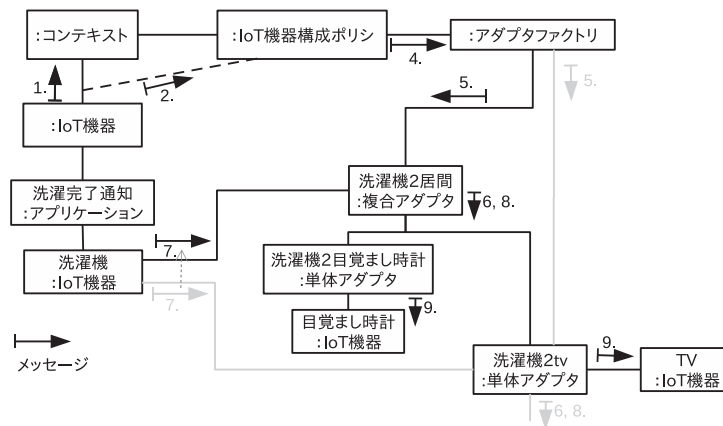 :コンテキスト
:IoT機器構成ポリシ
:アダプタファクトリ
4.
1.
2.
5.
5.
:IoT機器
洗濯完了通知
:アプリケーション
洗濯機2居間
:複合アダプタ
6, 8.
洗濯機
:IoT機器
7.
7.
洗濯機2目覚まし時計
:単体アダプタ
9.
目覚まし時計
:IoT機器
メッセージ
洗濯機2tv
:単体アダプタ
9.
TV
:IoT機器
6, 8.